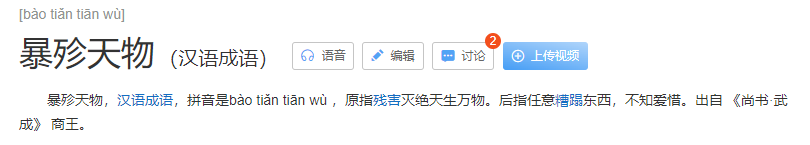 [bào tiǎn tiān wù]
暴殄天物（汉语成语） 语音 编辑 讨论 2 上传视频
暴殄天物，汉语成语，拼音是bào tiǎn tiān wù ，原指残害灭绝天生万物。后指任意糟蹋东西，不知爱惜。出自 《尚书·武
成》 商王。